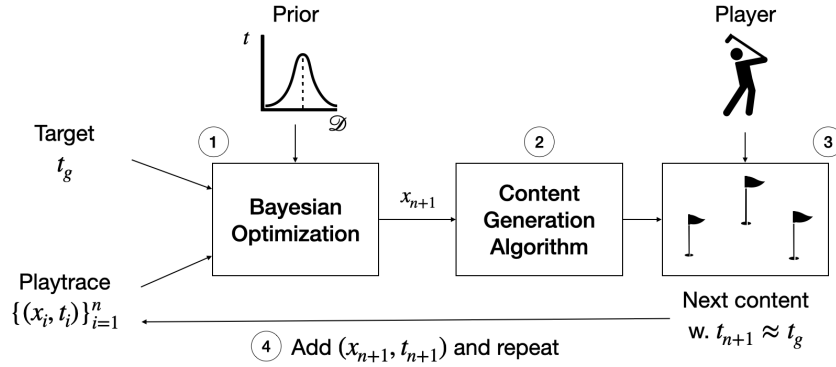 Prior
Player
t
𝒟
Target
t_g
1
2
3
Bayesian
Optimization
x_{n+1}
Content
Generation
Algorithm
Playtrace
{(x_i, t_i)}_{i=1}^n
Next content
w. t_{n+1} ≈ t_g
4 Add (x_{n+1}, t_{n+1}) and repeat